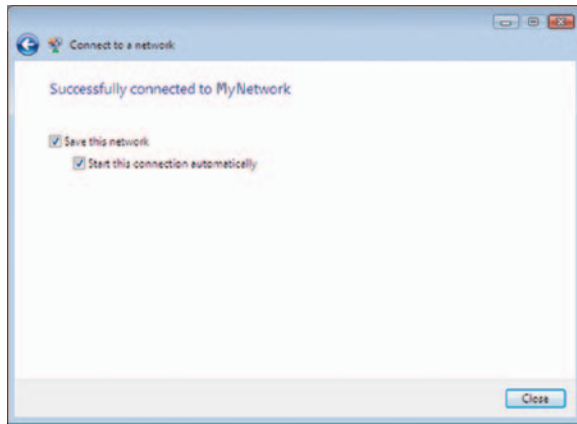 Connect to a network
Successfully connected to MyNetwork
Save this network
Start this connection automatically
Close